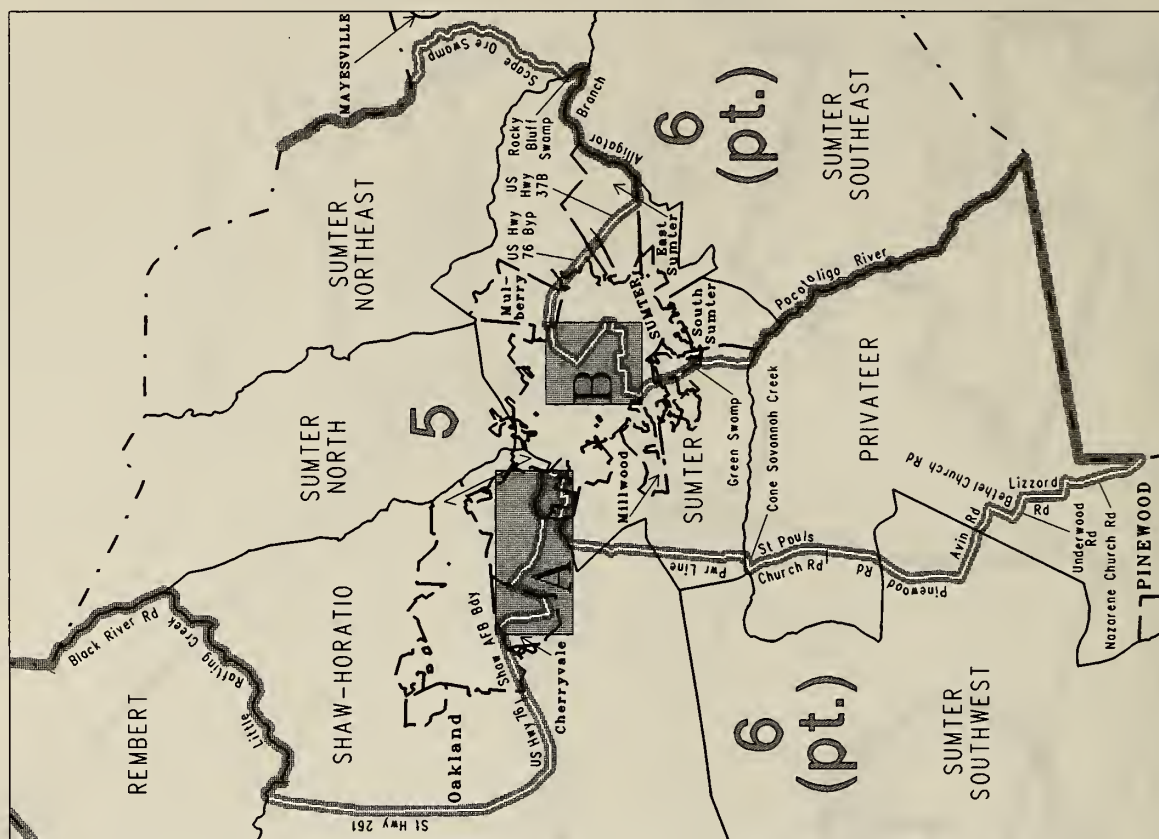 MAYESVILLE
Scape Ore Swamp
Rocky
Bluff
Swamp
Alligator
Branch
US
Hwy
378
US Hwy
76 Byp
SUMTER
NORTHEAST
Mul-
berry
East
Sumter
SUMTER
South
Sumter
6
(pt.)
SUMTER
SOUTHEAST
Pocotaligo River
SUMTER
NORTH
5
B
Millwood
SUMTER
Green Swamp
Cane Savannah Creek
PRIVATEER
REMBERT
Black River Rd
Rafting Creek
Little
SHAW-HORATIO
St Hwy 261
Oakland
US Hwy 76
Shaw AFB Bdy
Cherryvale
A
Pwr Line
St Pauls
Church Rd
Pinewood
Rd
Avin Rd
Bethel Church Rd
Underwood
Rd
Lizzard
Rd
Nazarene Church Rd
PINEWOOD
6
(pt.)
SUMTER
SOUTHWEST